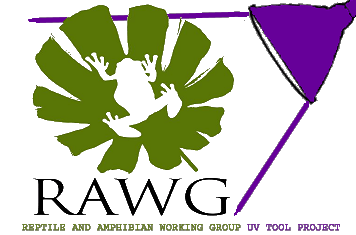 RAWG
REPTILE AND AMPHIBIAN WORKING GROUP UV TOOL PROJECT